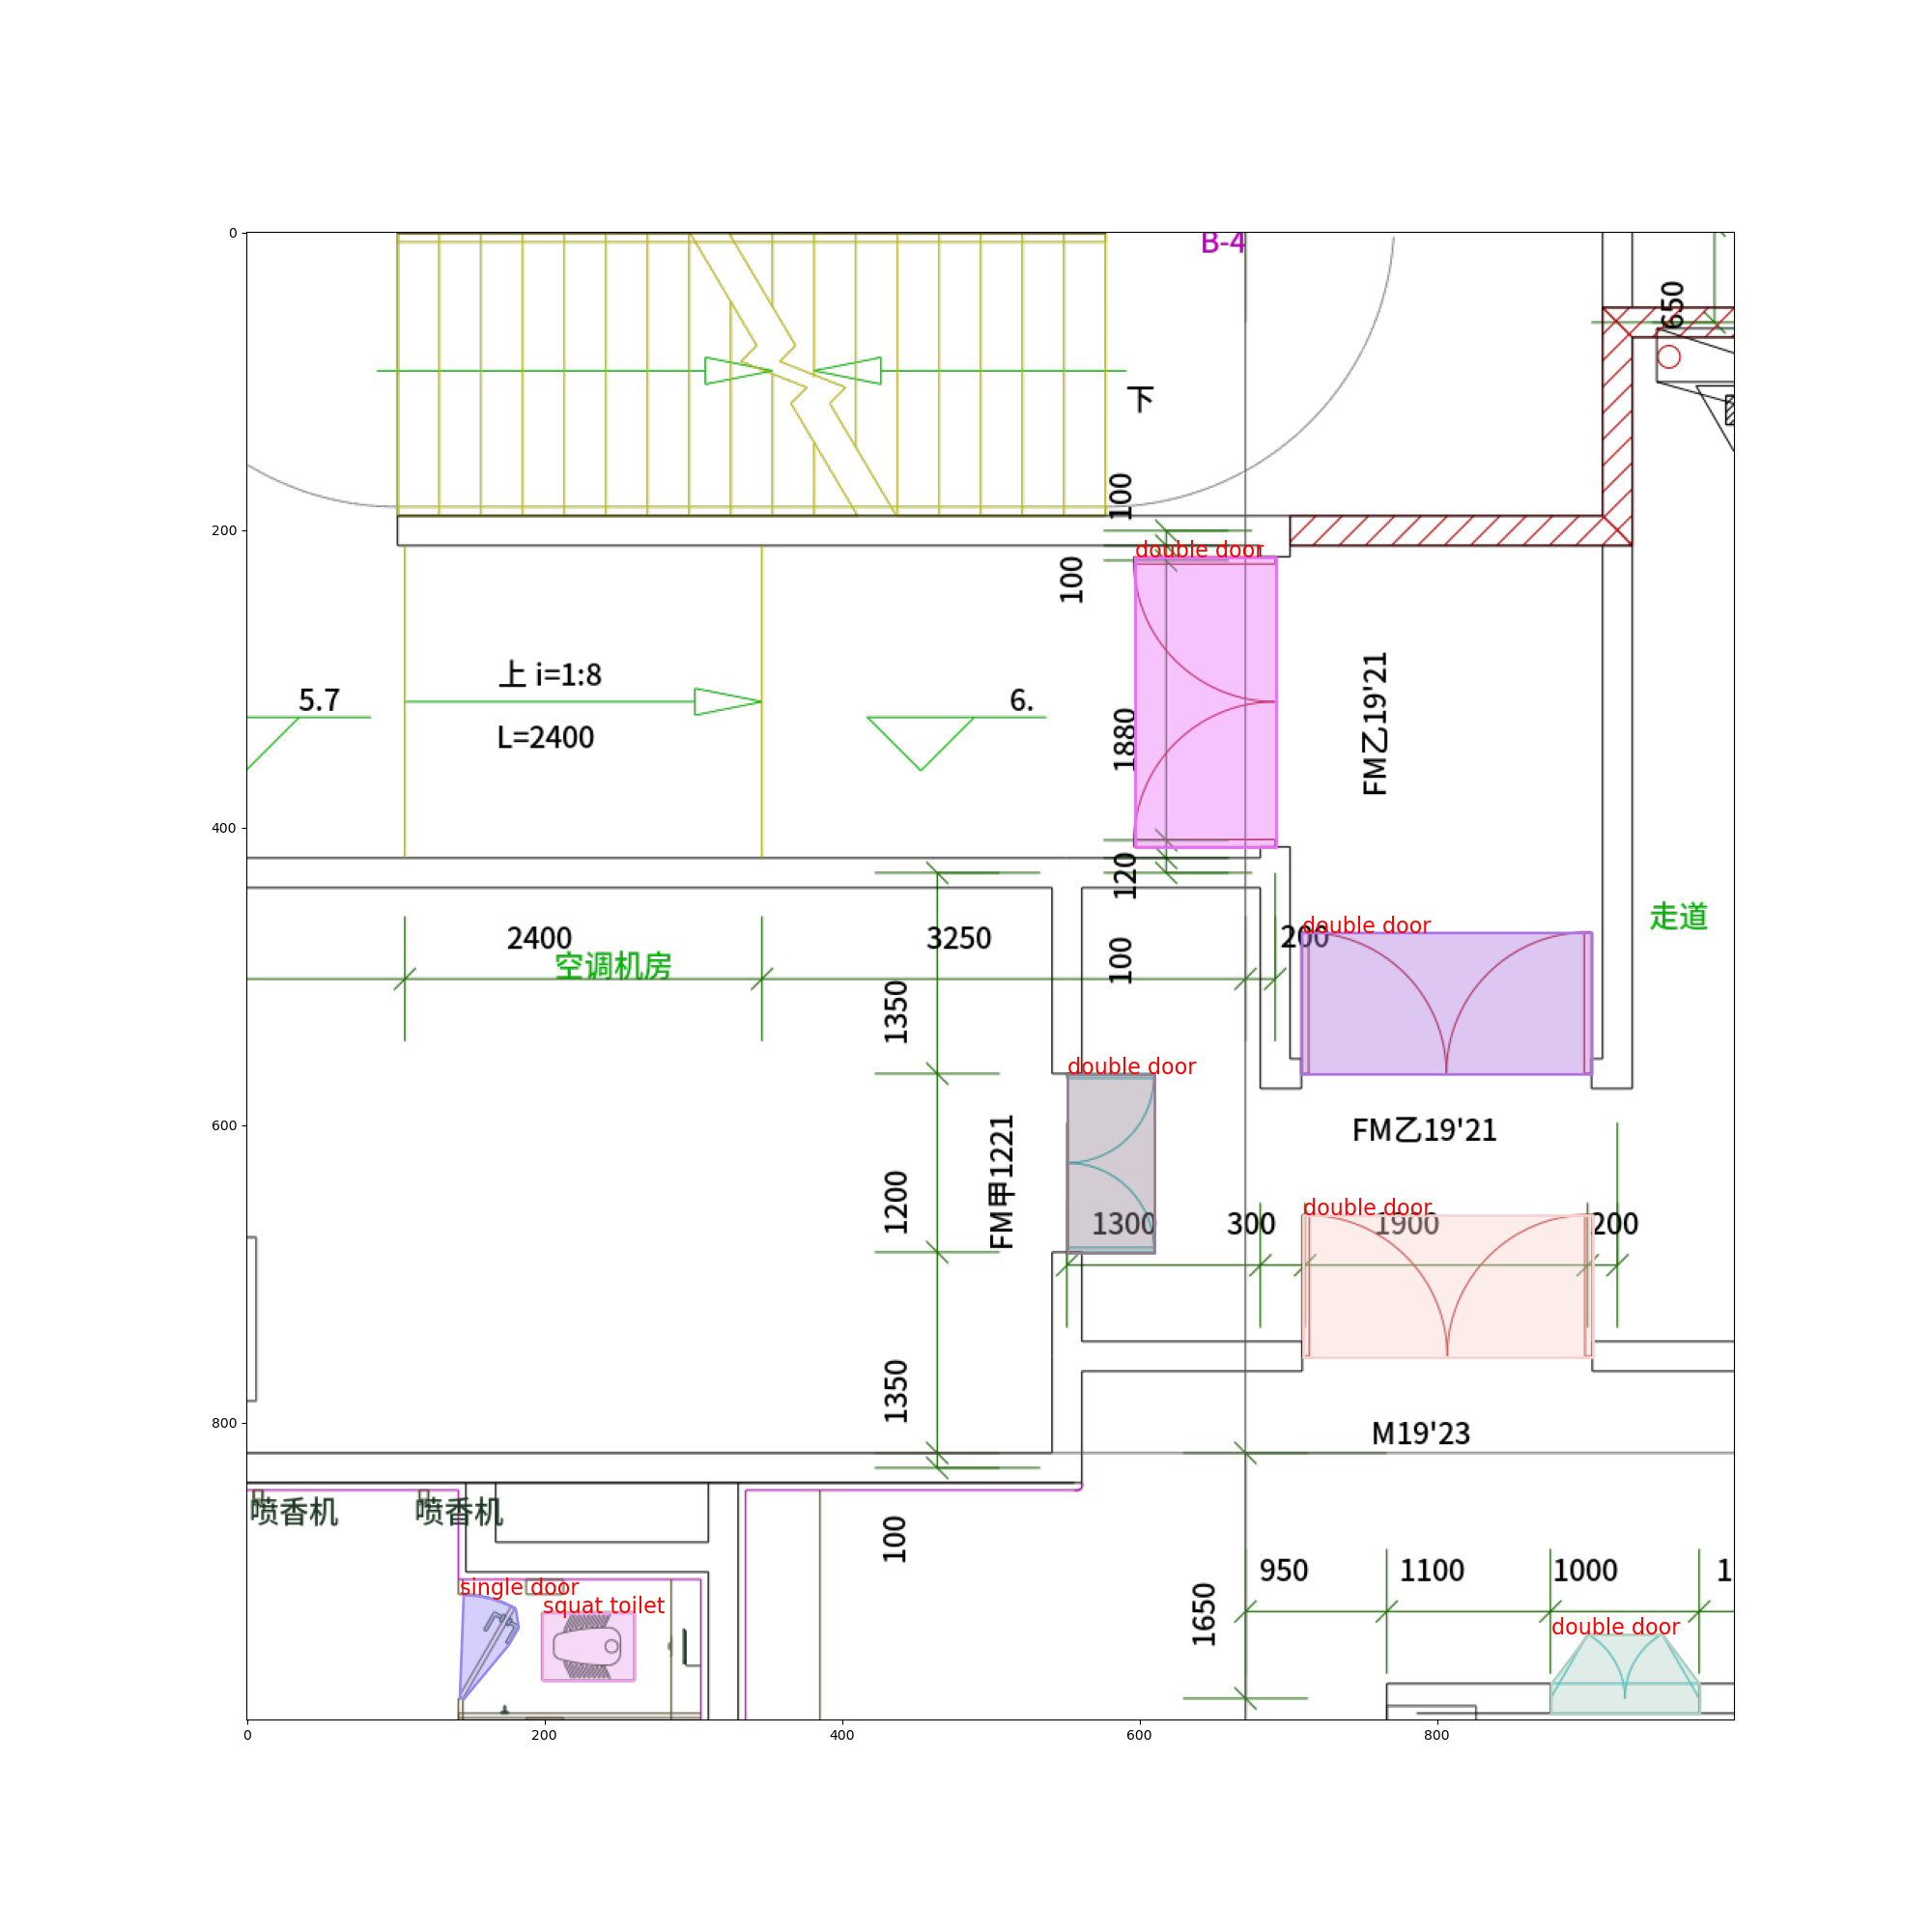 0
B-4
650
下
100
200
double door
100
上 i=1:8
5.7
6.
L=2400
1880
FM乙19'21
400
120
走道
double door
2400
3250
200
空调机房
100
1350
double door
600
FM甲1221
FM乙19'21
1200
double door
1300
300
1900
200
1350
800
M19'23
喷香机
喷香机
100
950
1100
1000
1
single door
squat toilet
1650
double door
0
200
400
600
800